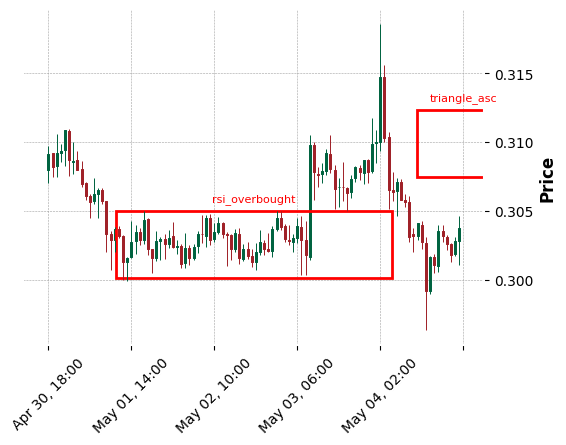 triangle_asc
rsi_overbought
0.315
0.310
0.305
0.300
Price
Apr 30, 18:00
May 01, 14:00
May 02, 10:00
May 03, 06:00
May 04, 02:00